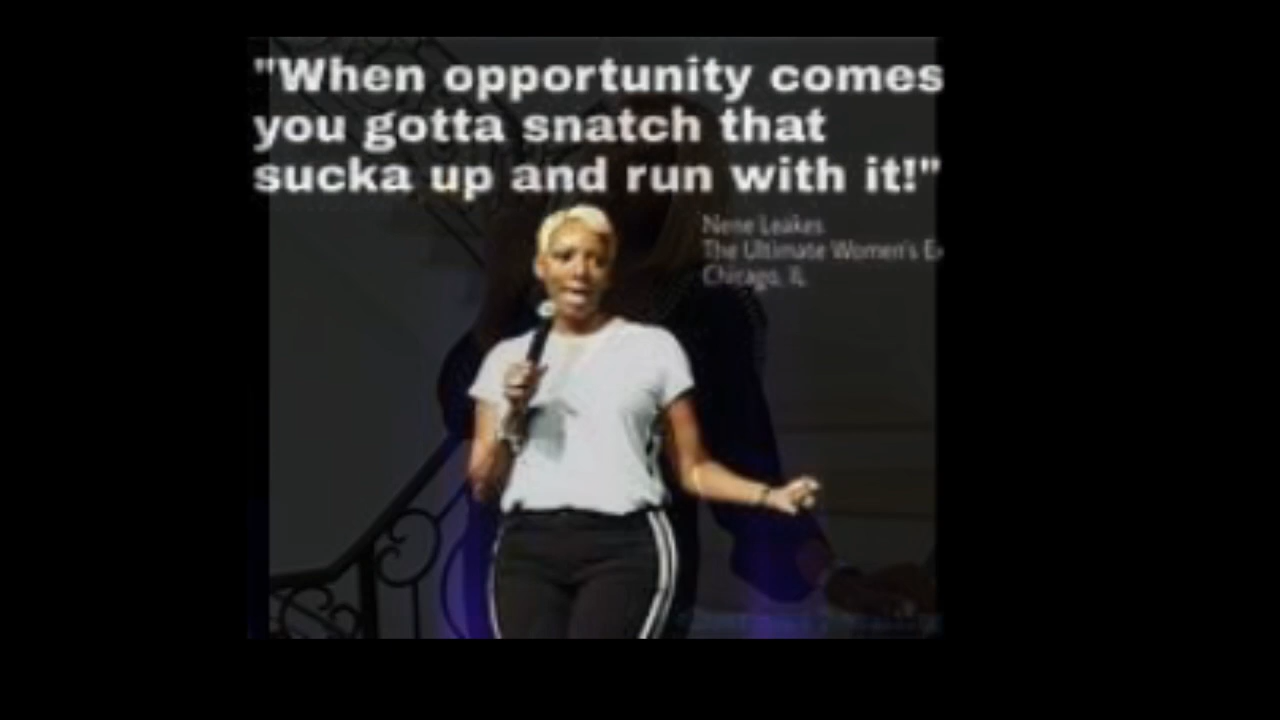 "When opportunity comes
you gotta snatch that
sucka up and run with it!"
Nene Leakes
The Ultimate Women's
Chicago, IL